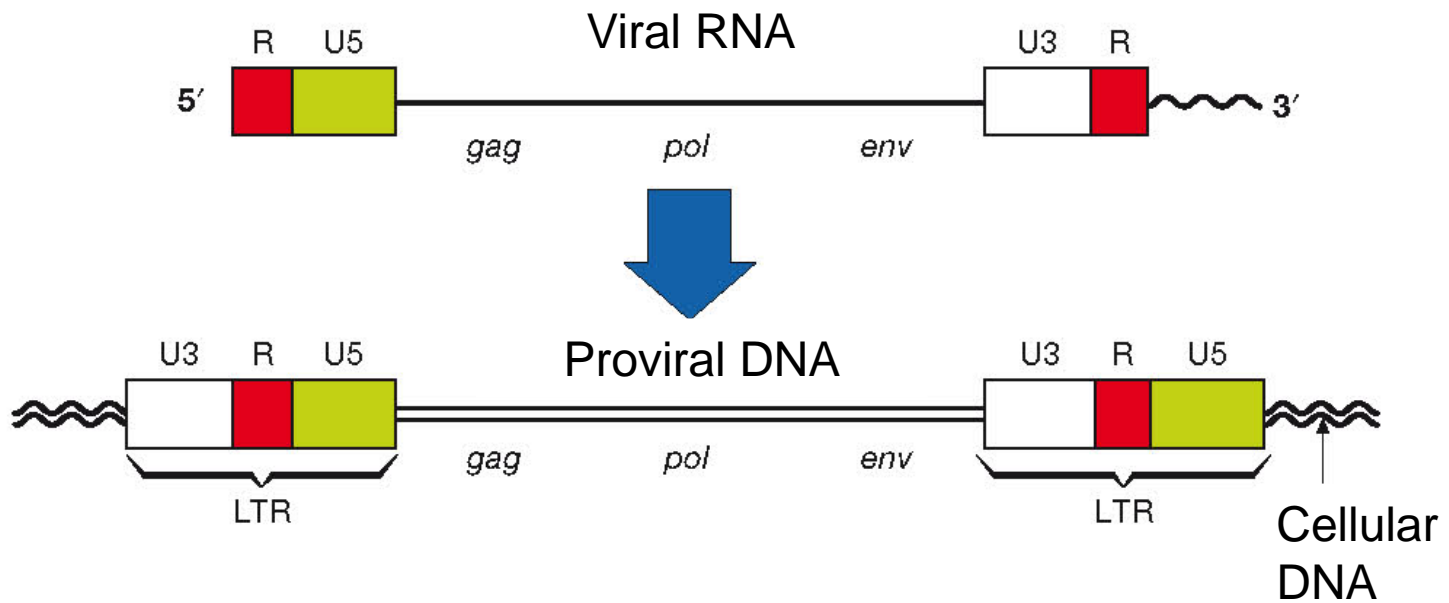 Viral RNA
R U5 U3 R
5′ 3′
gag pol env
Proviral DNA
U3 R U5 U3 R U5
gag pol env
LTR LTR
Cellular
DNA